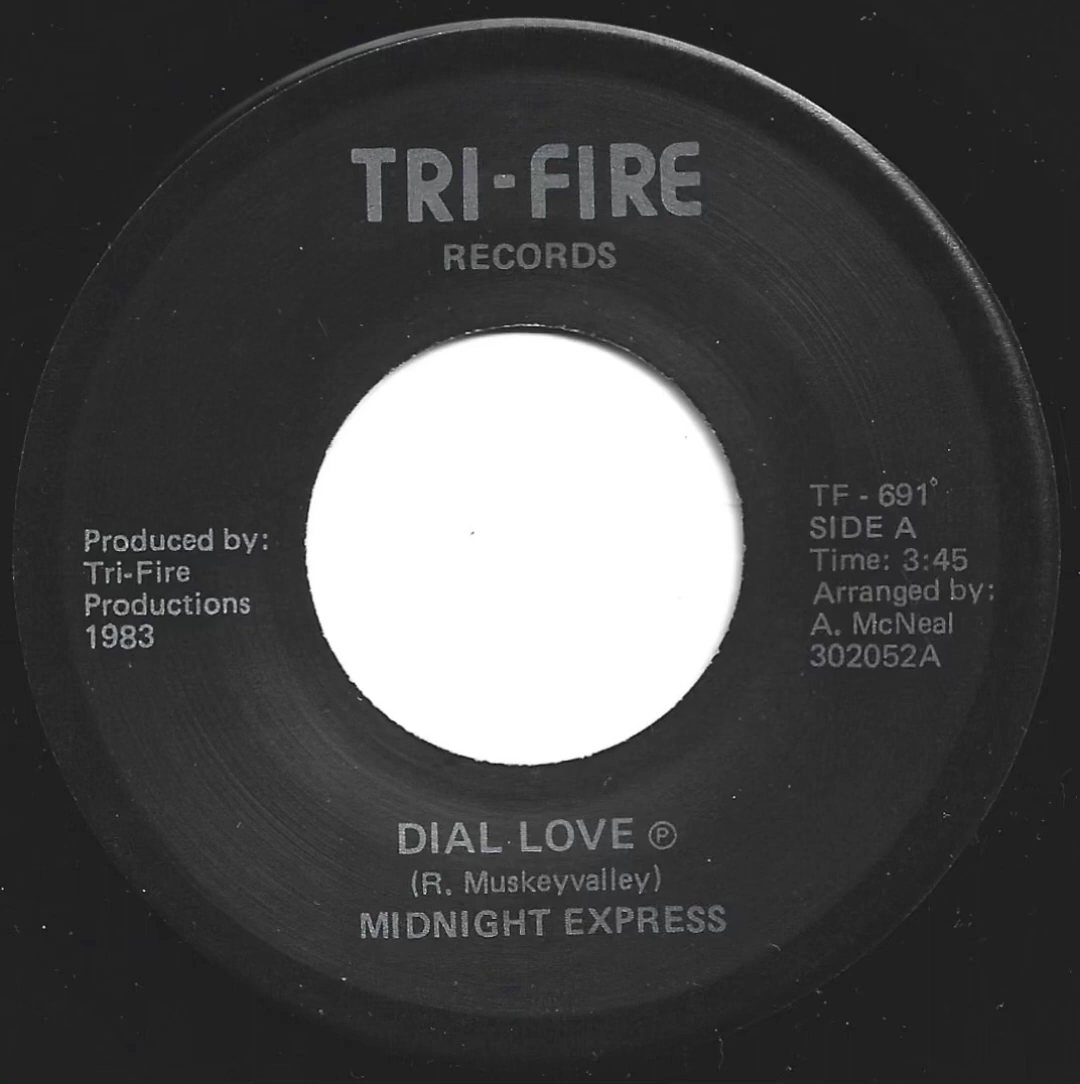 TRI-FIRE
RECORDS
Produced by:
Tri-Fire
Productions
1983
TF - 691°
SIDE A
Time: 3:45
Arranged by:
A. McNeal
302052A
DIAL LOVE ℗
(R. Muskeyvalley)
MIDNIGHT EXPRESS